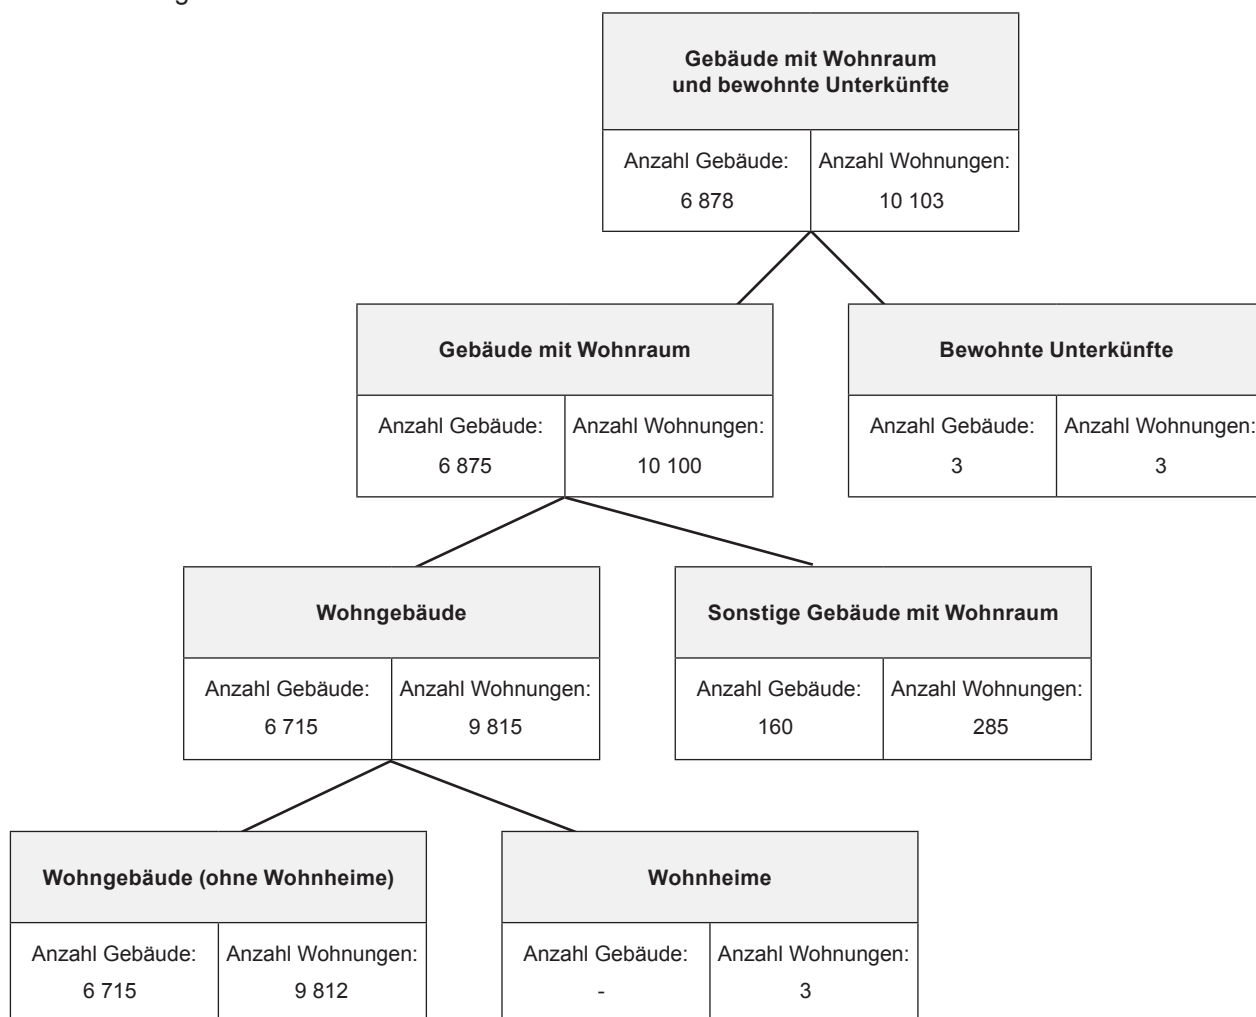 Gebäude mit Wohnraum
und bewohnte Unterkünfte
Anzahl Gebäude: Anzahl Wohnungen:
6 878 10 103
Gebäude mit Wohnraum Bewohnte Unterkünfte
Anzahl Gebäude: Anzahl Wohnungen: Anzahl Gebäude: Anzahl Wohnungen:
6 875 10 100 3 3
Wohngebäude Sonstige Gebäude mit Wohnraum
Anzahl Gebäude: Anzahl Wohnungen: Anzahl Gebäude: Anzahl Wohnungen:
6 715 9 815 160 285
Wohngebäude (ohne Wohnheime) Wohnheime
Anzahl Gebäude: Anzahl Wohnungen: Anzahl Gebäude: Anzahl Wohnungen:
6 715 9 812 - 3